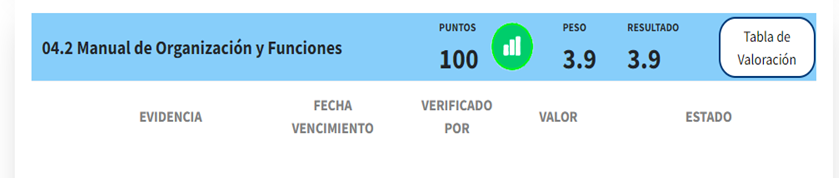 04.2 Manual de Organización y Funciones
PUNTOS
100
PESO
3.9
RESULTADO
3.9
Tabla de
Valoración
EVIDENCIA
FECHA
VENCIMIENTO
VERIFICADO
POR
VALOR
ESTADO